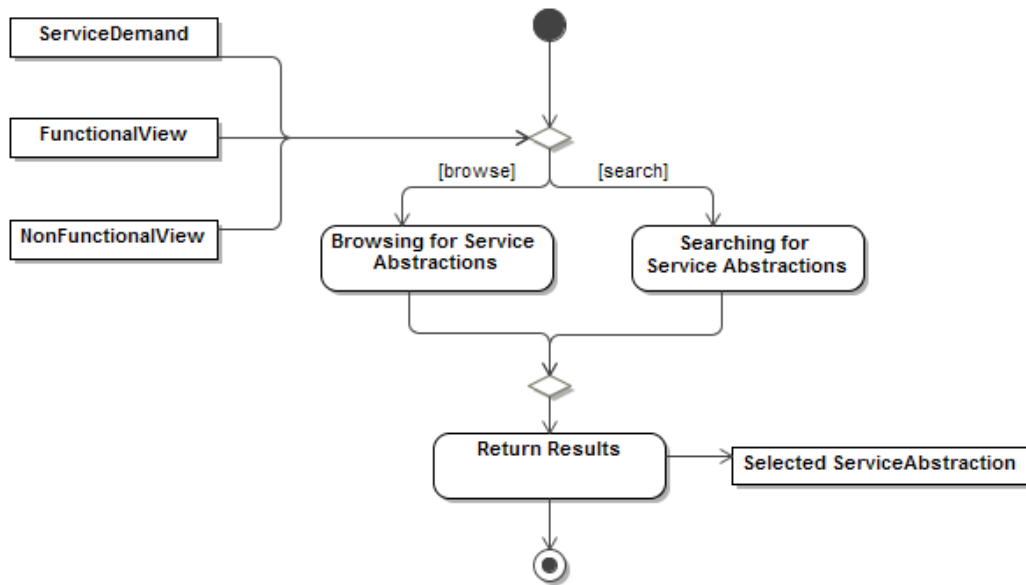 ServiceDemand
FunctionalView
NonFunctionalView
[browse]
[search]
Browsing for Service
Abstractions
Searching for
Service Abstractions
Return Results
Selected ServiceAbstraction